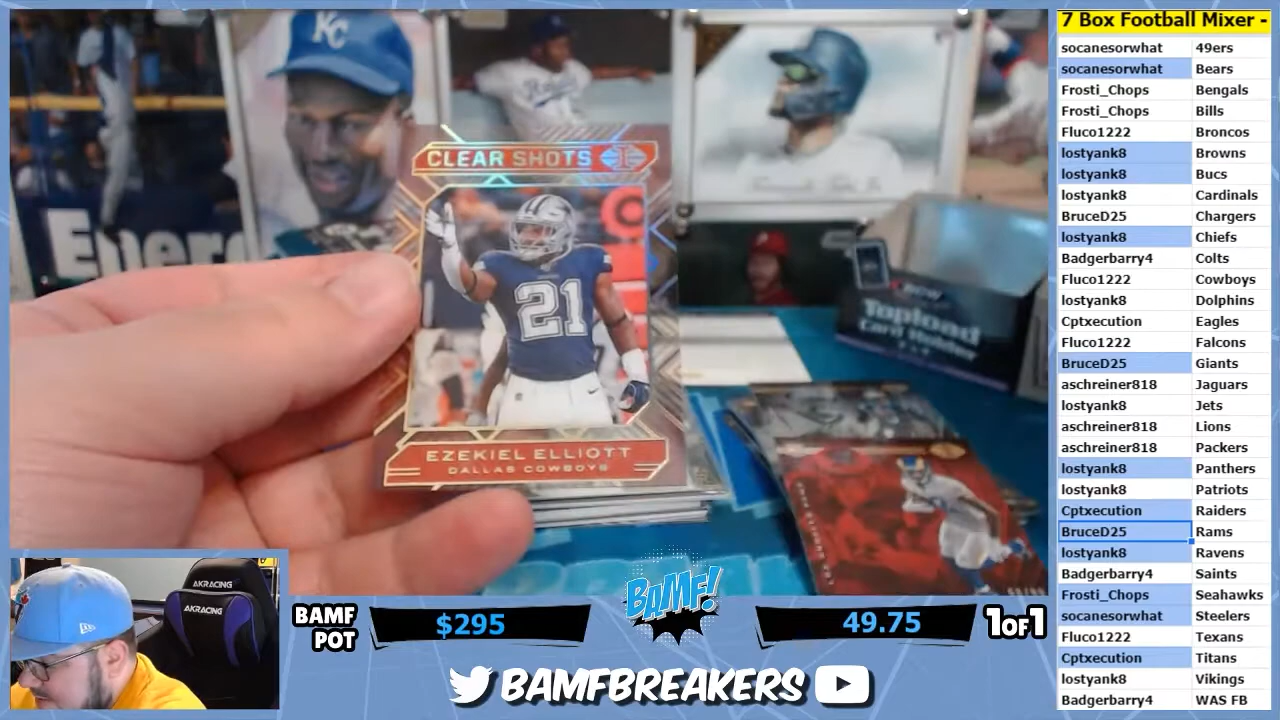 KC
Energ
CLEAR SHOTS
21
EZEKIEL ELLIOTT
DALLAS COWBOYS
Topload
Card Holder
AKRACING
AKRACING
BAMF
POT
$295
BAMF!
49.75
1 OF 1
BAMFBREAKERS
7 Box Football Mixer -
socanesorwhat 49ers
socanesorwhat Bears
Frosti_Chops Bengals
Frosti_Chops Bills
Fluco1222 Broncos
lostyank8 Browns
lostyank8 Bucs
lostyank8 Cardinals
BruceD25 Chargers
lostyank8 Chiefs
Badgerbarry4 Colts
Fluco1222 Cowboys
lostyank8 Dolphins
Cptxecution Eagles
Fluco1222 Falcons
BruceD25 Giants
aschreiner818 Jaguars
lostyank8 Jets
aschreiner818 Lions
aschreiner818 Packers
lostyank8 Panthers
lostyank8 Patriots
Cptxecution Raiders
BruceD25 Rams
lostyank8 Ravens
Badgerbarry4 Saints
Frosti_Chops Seahawks
socanesorwhat Steelers
Fluco1222 Texans
Cptxecution Titans
lostyank8 Vikings
Badgerbarry4 WAS FB